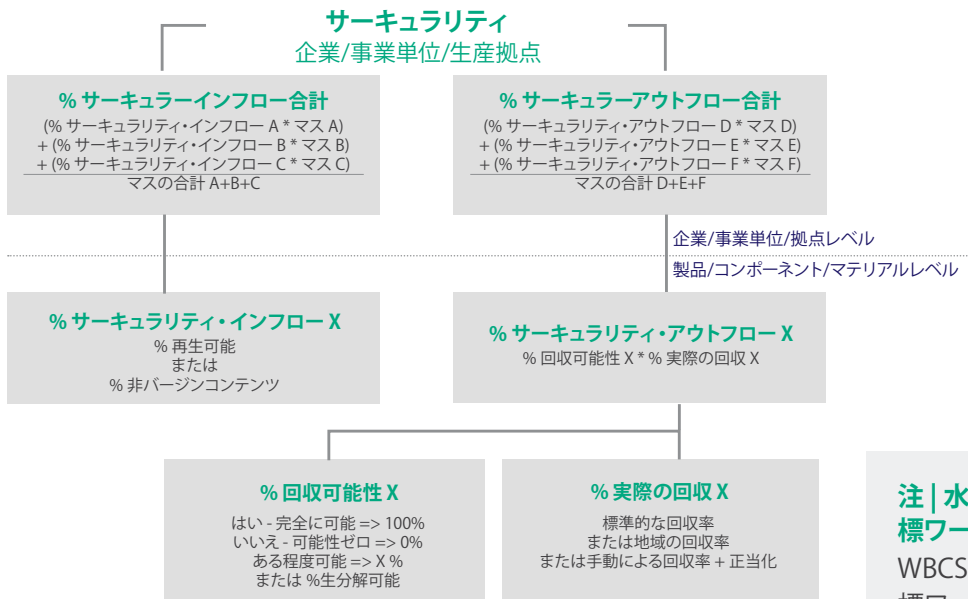 サーキュラリティ
企業/事業単位/生産拠点
% サーキュラーインフロー合計
(% サーキュラリティ・インフロー A * マス A)
+ (% サーキュラリティ・インフロー B * マス B)
+ (% サーキュラリティ・インフロー C * マス C)
マスの合計 A+B+C
% サーキュラーアウトフロー合計
(% サーキュラリティ・アウトフロー D * マス D)
+ (% サーキュラリティ・アウトフロー E * マス E)
+ (% サーキュラリティ・アウトフロー F * マス F)
マスの合計 D+E+F
企業/事業単位/拠点レベル
製品/コンポーネント/マテリアルレベル
% サーキュラリティ・インフロー X
% 再生可能
または
% 非バージンコンテンツ
% サーキュラリティ・アウトフロー X
% 回収可能性 X * % 実際の回収 X
% 回収可能性 X
はい - 完全に可能 => 100%
いいえ - 可能性ゼロ => 0%
ある程度可能 => X %
または %生分解可能
% 実際の回収 X
標準的な回収率
または地域の回収率
または手動による回収率 + 正当化
注 | 水
標ワー
WBCS